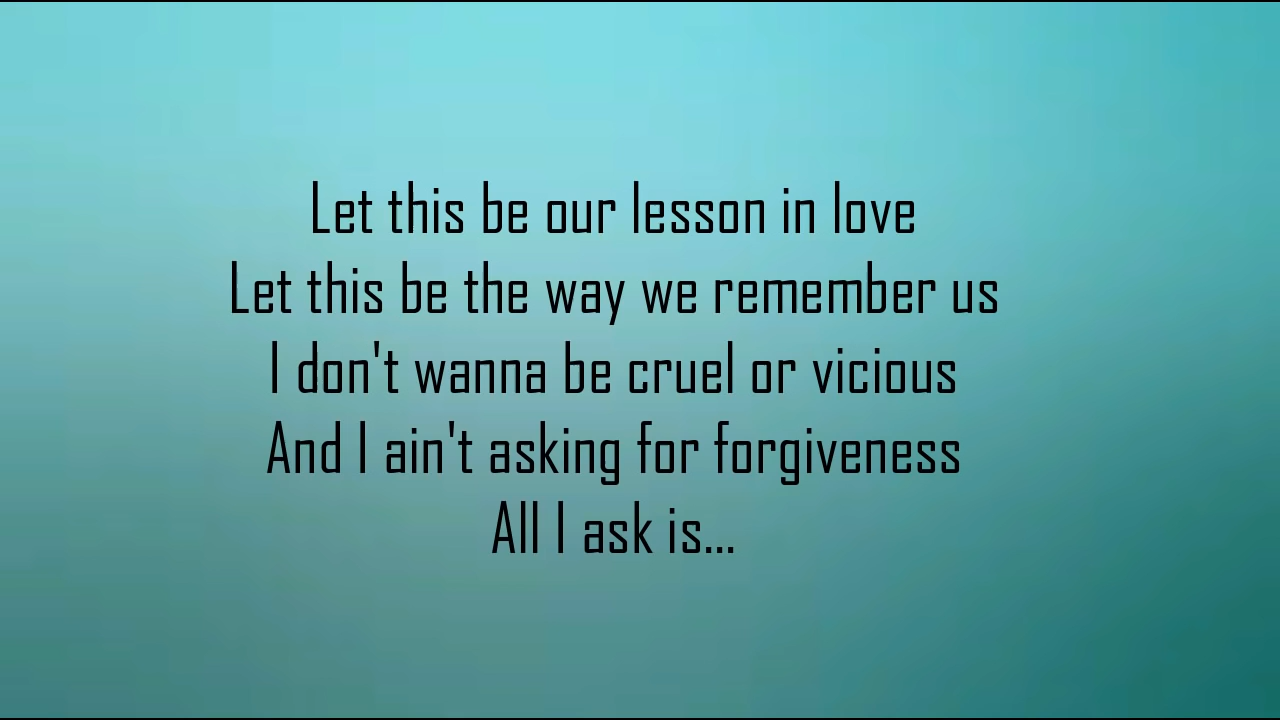 Let this be our lesson in love
Let this be the way we remember us
I don't wanna be cruel or vicious
And I ain't asking for forgiveness
All I ask is...